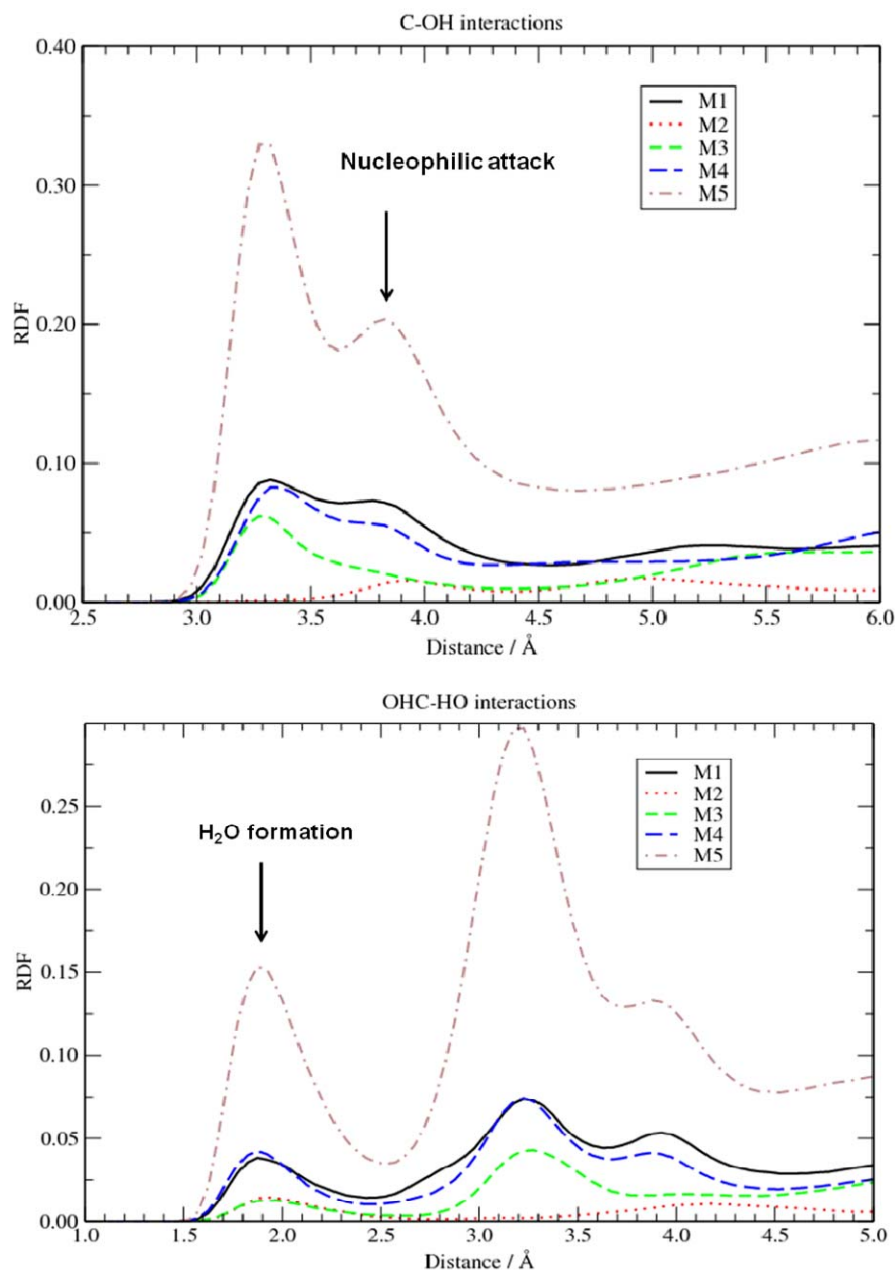 C-OH interactions
0.40
0.30
0.20
0.10
0.00
RDF
Nucleophilic attack
M1
M2
M3
M4
M5
2.5 3.0 3.5 4.0 4.5 5.0 5.5 6.0
Distance / Å
OHC-HO interactions
0.25
0.20
0.15
0.10
0.05
0.00
RDF
H₂O formation
M1
M2
M3
M4
M5
1.0 1.5 2.0 2.5 3.0 3.5 4.0 4.5 5.0
Distance / Å